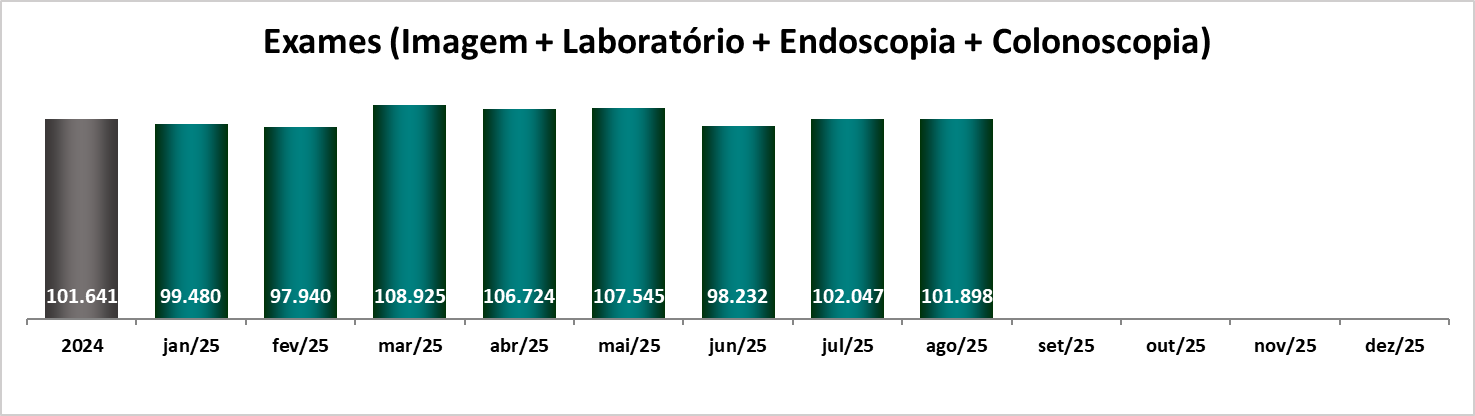 Exames (Imagem + Laboratório + Endoscopia + Colonoscopia)
101.641 99.480 97.940 108.925 106.724 107.545 98.232 102.047 101.898
2024 jan/25 fev/25 mar/25 abr/25 mai/25 jun/25 jul/25 ago/25 set/25 out/25 nov/25 dez/25